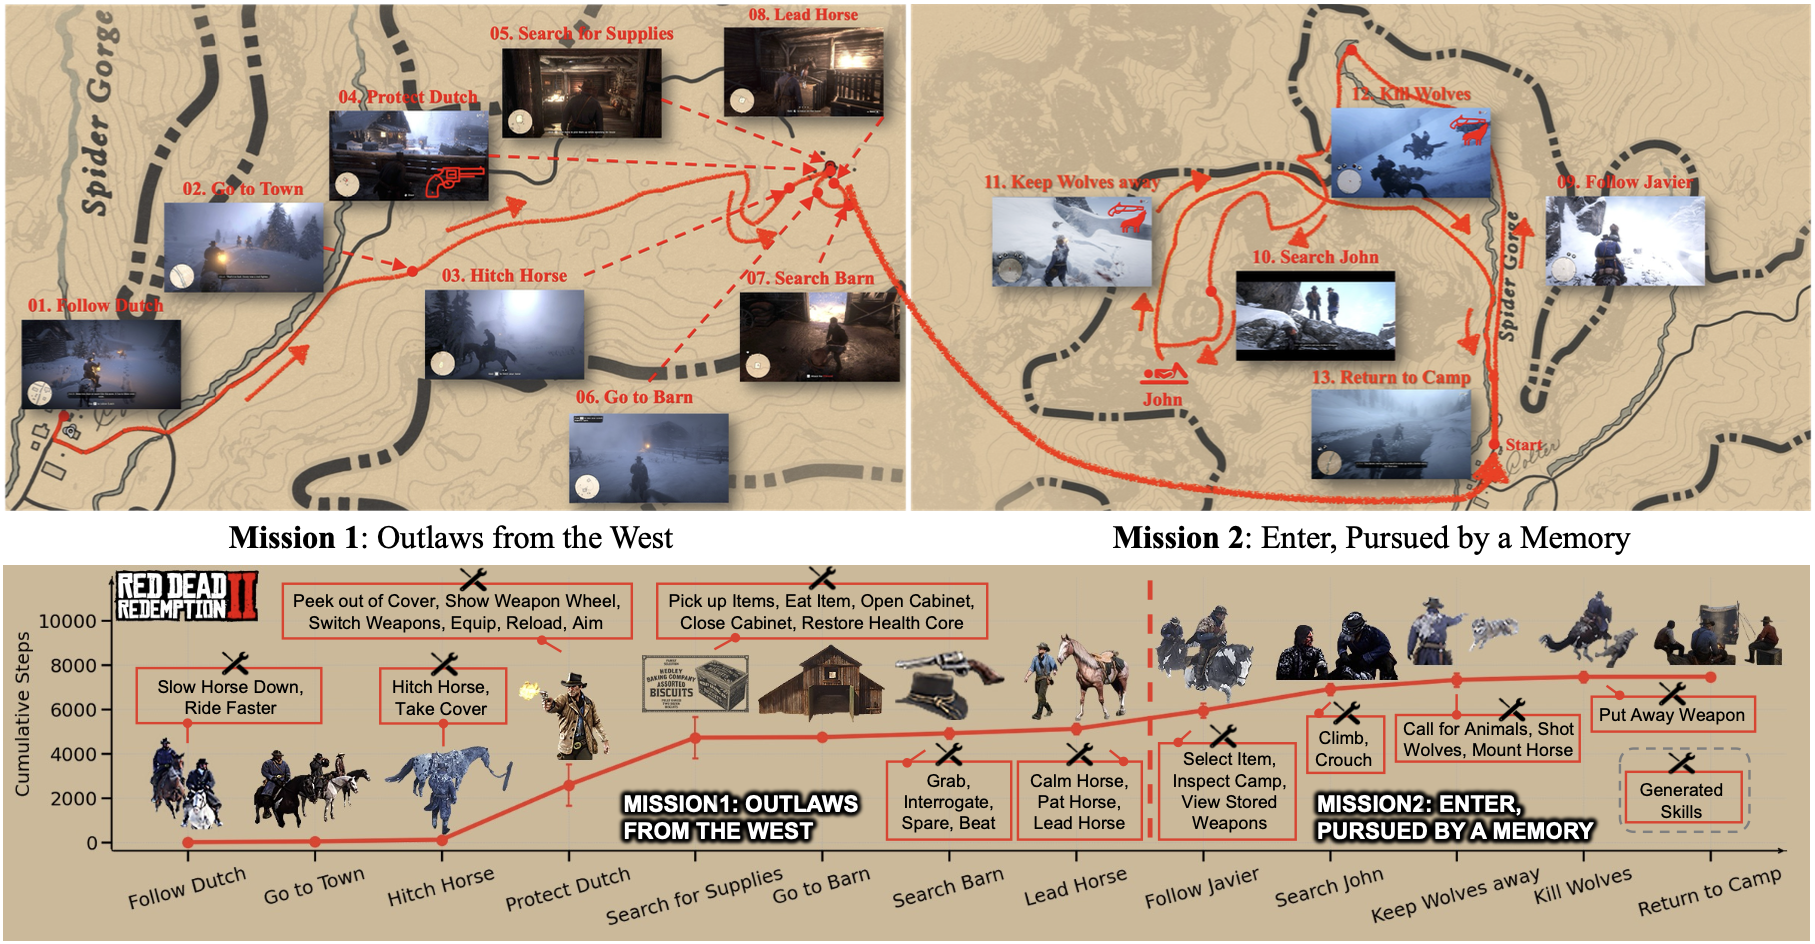 Spider Gorge
01. Follow Dutch
02. Go to Town
03. Hitch Horse
04. Protect Dutch
05. Search for Supplies
06. Go to Barn
07. Search Barn
08. Lead Horse
09. Follow Javier
10. Search John
11. Keep Wolves away
12. Kill Wolves
13. Return to Camp
John
Spider Gorge
Start
Colter
Mission 1: Outlaws from the West
Mission 2: Enter, Pursued by a Memory
RED DEAD
REDEMPTION II
Cumulative Steps
10000
8000
6000
4000
2000
0
Slow Horse Down,
Ride Faster
Peek out of Cover, Show Weapon Wheel,
Switch Weapons, Equip, Reload, Aim
Hitch Horse,
Take Cover
Pick up Items, Eat Item, Open Cabinet,
Close Cabinet, Restore Health Core
HEDLEY
BAKING COMPANY
ASSORTED
BISCUITS
Grab,
Interrogate,
Spare, Beat
Calm Horse,
Pat Horse,
Lead Horse
Select Item,
Inspect Camp,
View Stored
Weapons
Climb,
Crouch
Call for Animals, Shot
Wolves, Mount Horse
Put Away Weapon
Generated
Skills
MISSION1: OUTLAWS
FROM THE WEST
MISSION2: ENTER,
PURSUED BY A MEMORY
Follow Dutch
Go to Town
Hitch Horse
Protect Dutch
Search for Supplies
Go to Barn
Search Barn
Lead Horse
Follow Javier
Search John
Keep Wolves away
Kill Wolves
Return to Camp